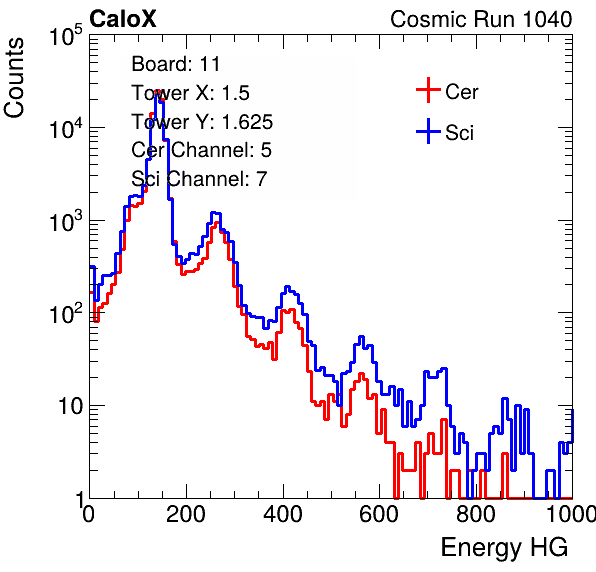 CaloX Cosmic Run 1040
Counts
10^5
10^4
10^3
10^2
10
1
Board: 11
Tower X: 1.5
Tower Y: 1.625
Cer Channel: 5
Sci Channel: 7
Cer
Sci
0 200 400 600 800 1000
Energy HG